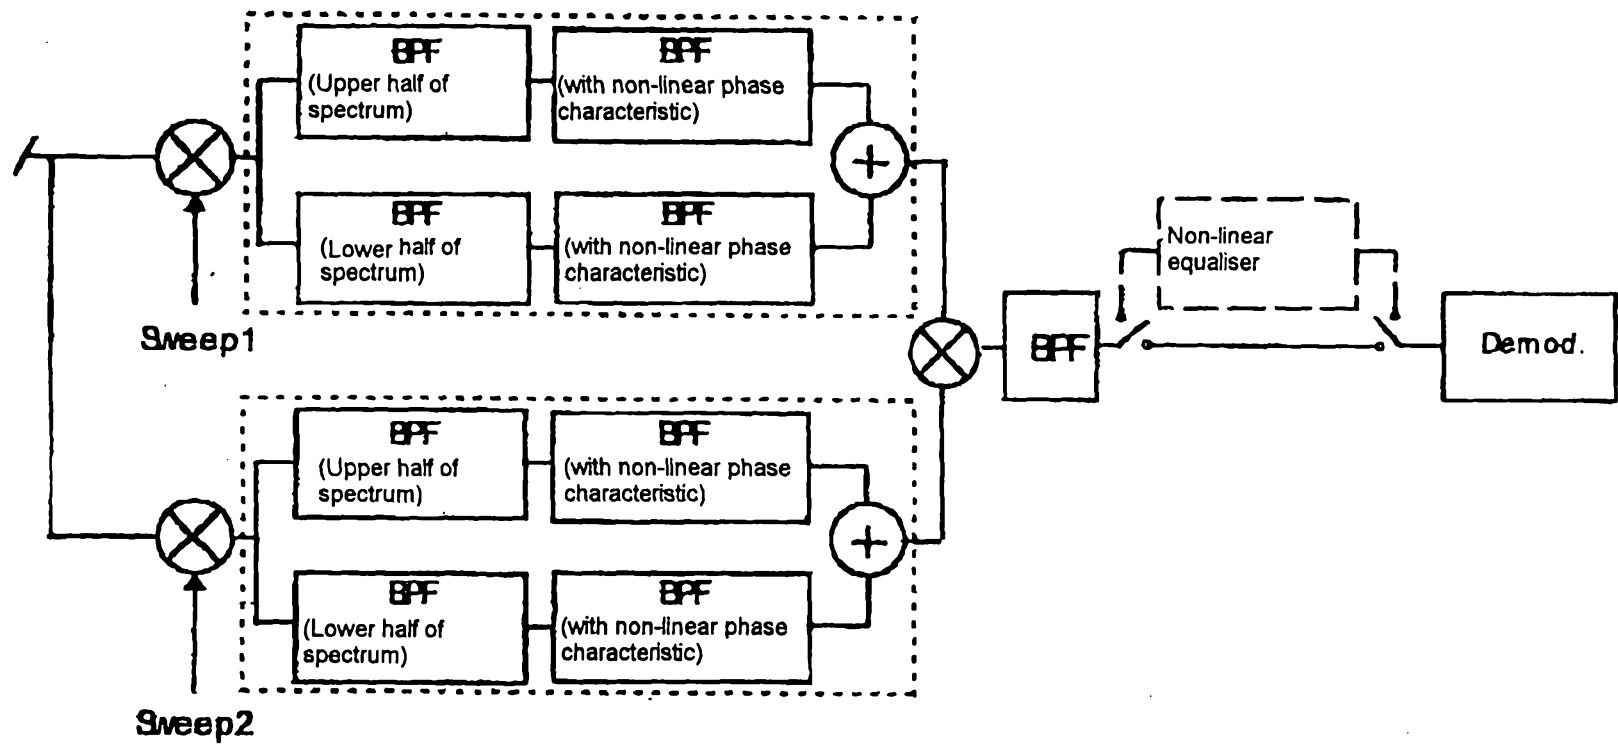 BPF
(Upper half of
spectrum)
BPF
(with non-linear phase
characteristic)
BPF
(Lower half of
spectrum)
BPF
(with non-linear phase
characteristic)
Sweep1
Non-linear
equaliser
BPF
Demod.
BPF
(Upper half of
spectrum)
BPF
(with non-linear phase
characteristic)
BPF
(Lower half of
spectrum)
BPF
(with non-linear phase
characteristic)
Sweep2